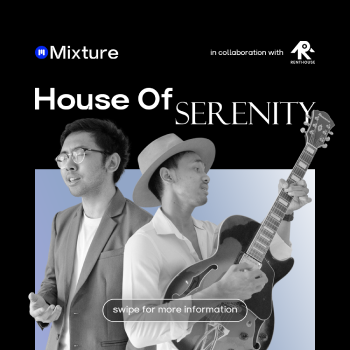 Mixture
in collaboration with
RENTHOUSE
House Of
SERENITY
swipe for more information